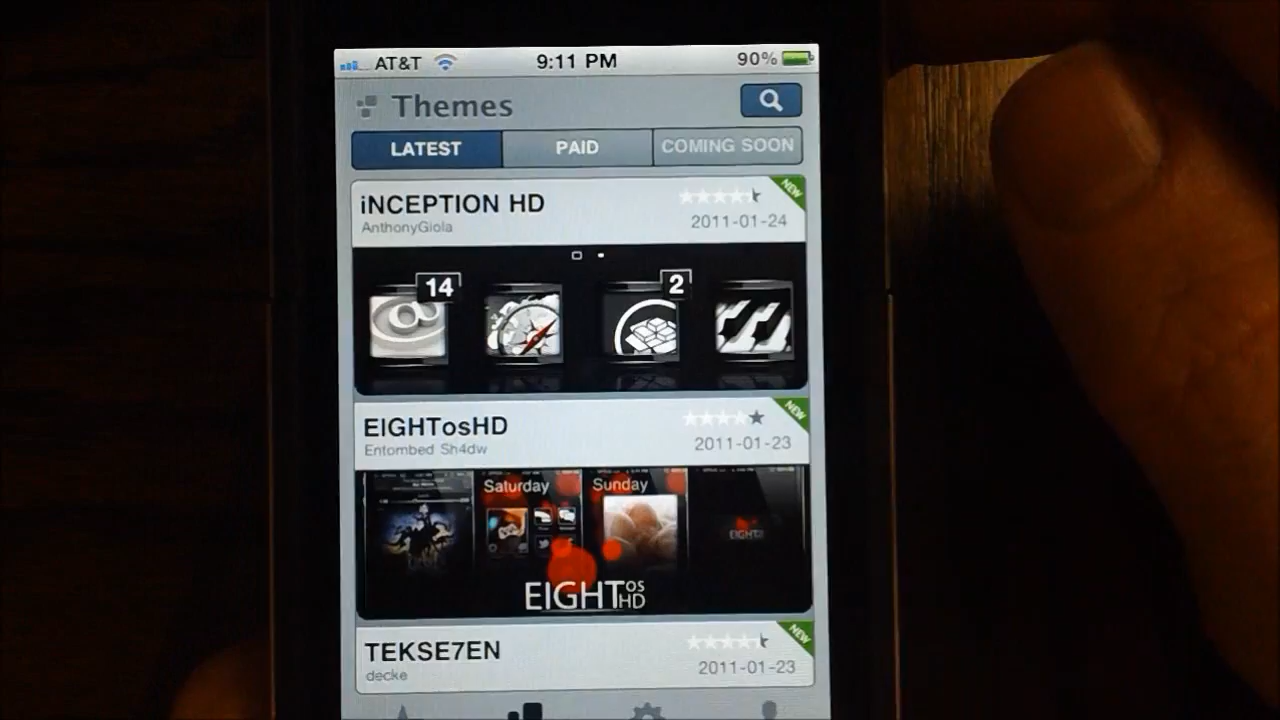 AT&T 9:11 PM 90%
Themes
LATEST PAID COMING SOON
iNCEPTION HD NEW
AnthonyGiola 2011-01-24
14 2
EIGHTosHD NEW
Entombed Sh4dw 2011-01-23
Saturday Sunday
EIGHT
EIGHT OS HD
TEKSE7EN NEW
decke 2011-01-23